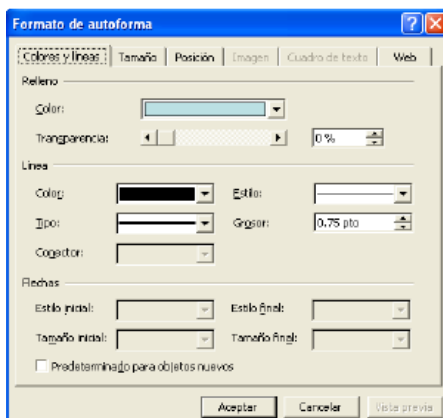 Formato de autoforma
Colores y líneas Tamaño Posición Imagen Cuadro de texto Web
Relleno
Color:
Transparencia: 0 %
Línea
Color: Estilo:
Tipo: Grosor: 0,75 pto
Conector:
Flechas
Estilo inicial: Estilo final:
Tamaño inicial: Tamaño final:
Predeterminado para objetos nuevos
Aceptar Cancelar Vista previa